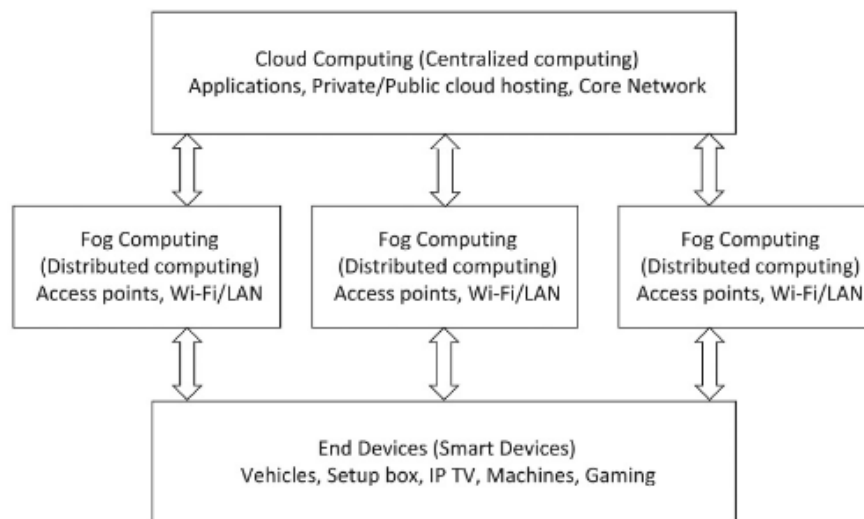 Cloud Computing (Centralized computing)
Applications, Private/Public cloud hosting, Core Network
Fog Computing
(Distributed computing)
Access points, Wi-Fi/LAN
Fog Computing
(Distributed computing)
Access points, Wi-Fi/LAN
Fog Computing
(Distributed computing)
Access points, Wi-Fi/LAN
End Devices (Smart Devices)
Vehicles, Setup box, IP TV, Machines, Gaming